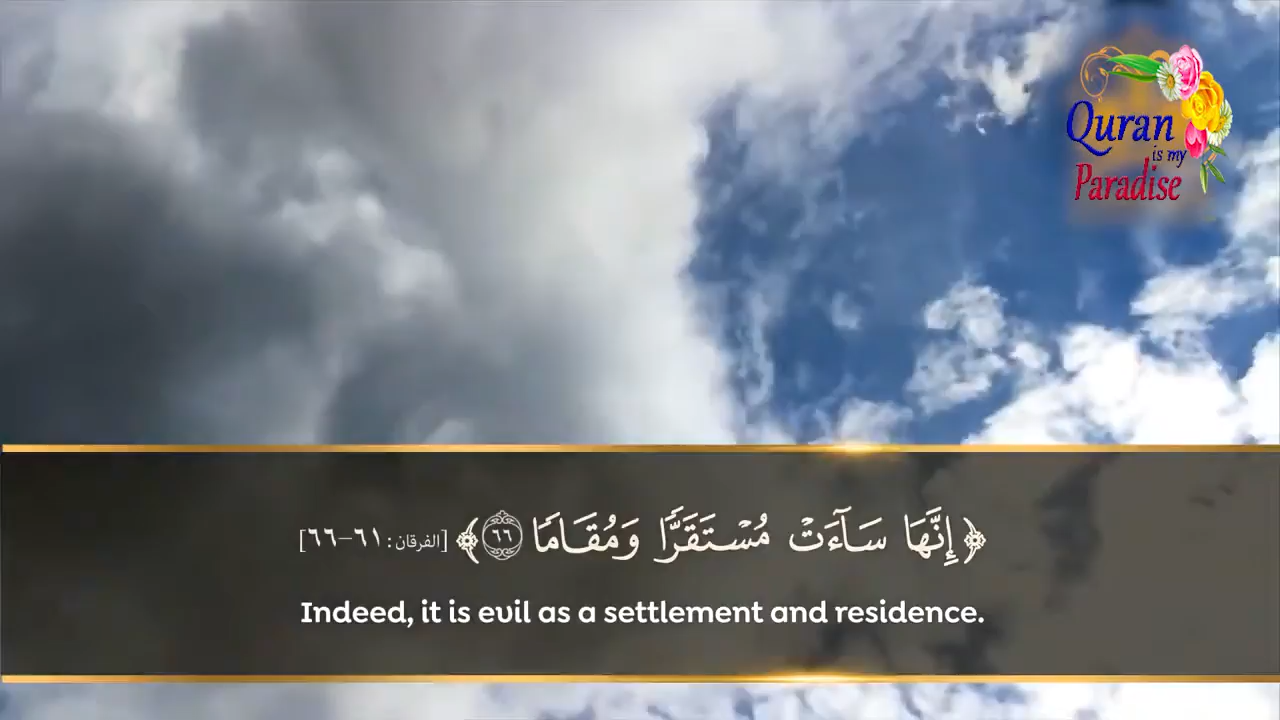 Quran
is my
Paradise
﴿إِنَّهَا سَآءَتْ مُسْتَقَرًّا وَمُقَامًا ٦٦﴾ [الفرقان: ٦١-٦٦]
Indeed, it is evil as a settlement and residence.